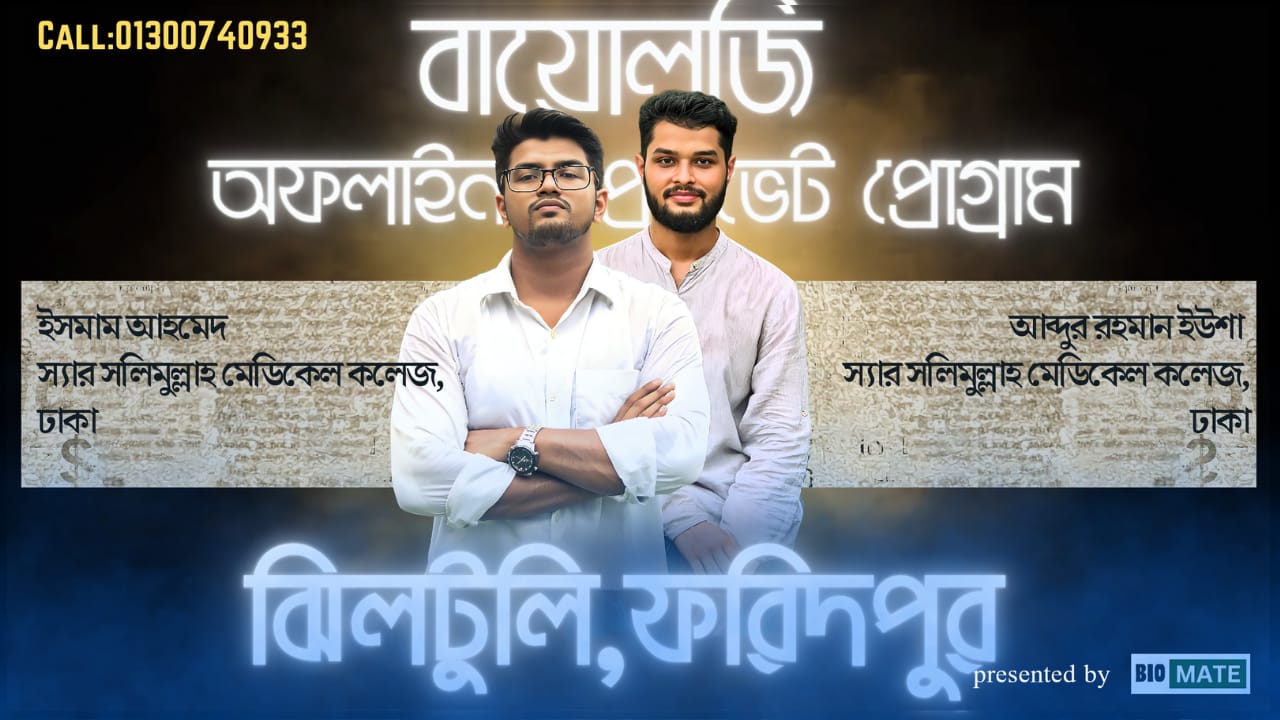 CALL:01300740933
বায়োলজি
অফলাইন প্রাইভেট প্রোগ্রাম
ইসমাম আহমেদ
স্যার সলিমুল্লাহ মেডিকেল কলেজ,
ঢাকা
আব্দুর রহমান ইউশা
স্যার সলিমুল্লাহ মেডিকেল কলেজ,
ঢাকা
ঝিলটুলি,ফরিদপুর
presented by BIO MATE